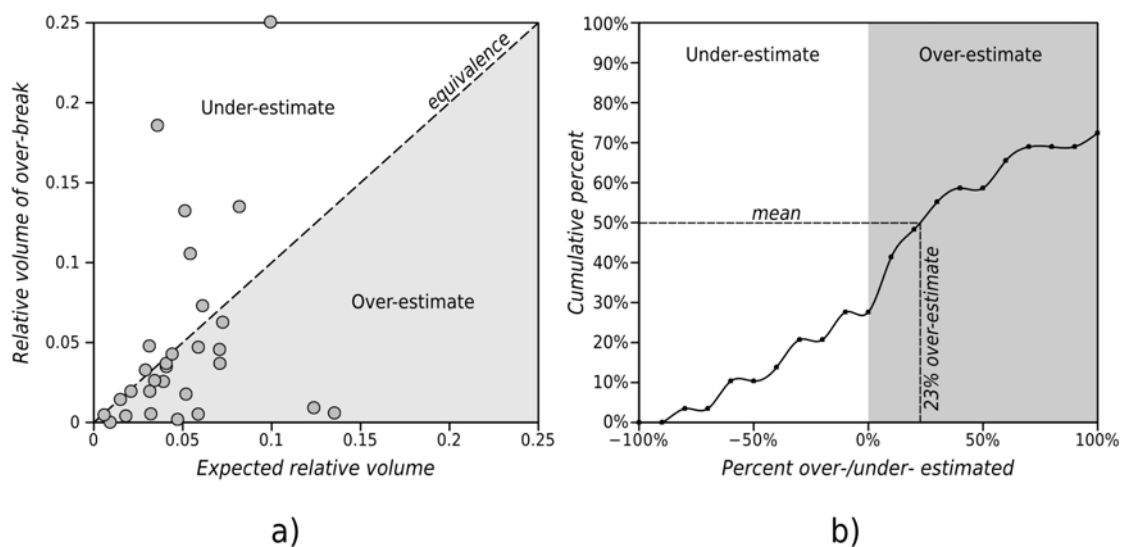 0.25
0.2
0.15
0.1
0.05
0
Relative volume of over-break
Under-estimate
equivalence
Over-estimate
0
0.05
0.1
0.15
0.2
0.25
Expected relative volume
a)
100%
90%
80%
70%
60%
50%
40%
30%
20%
10%
0%
Cumulative percent
Under-estimate
Over-estimate
mean
23% over-estimate
−100%
−50%
0%
50%
100%
Percent over-/under- estimated
b)